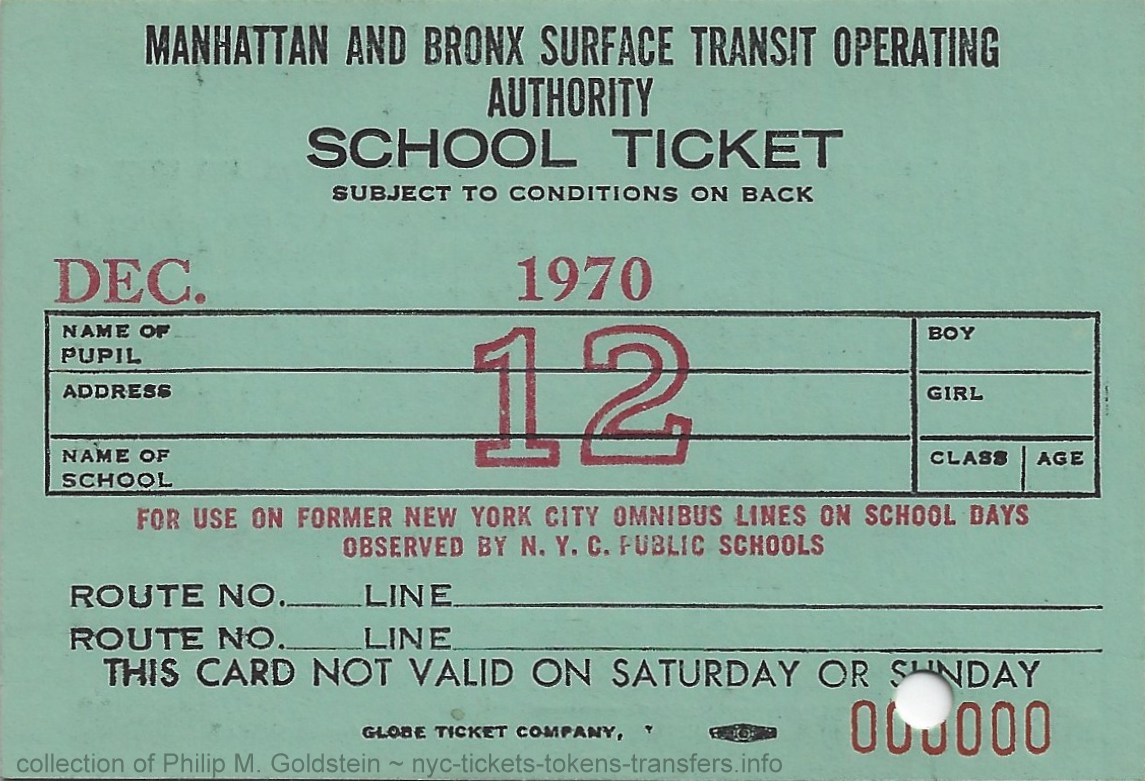 MANHATTAN AND BRONX SURFACE TRANSIT OPERATING
AUTHORITY
SCHOOL TICKET
SUBJECT TO CONDITIONS ON BACK
DEC. 1970
NAME OF PUPIL
12
BOY
ADDRESS
GIRL
NAME OF SCHOOL
CLASS AGE
FOR USE ON FORMER NEW YORK CITY OMNIBUS LINES ON SCHOOL DAYS
OBSERVED BY N. Y. C. PUBLIC SCHOOLS
ROUTE NO. LINE
ROUTE NO. LINE
THIS CARD NOT VALID ON SATURDAY OR SUNDAY
GLOBE TICKET COMPANY,
000000
collection of Philip M. Goldstein ~ nyc-tickets-tokens-transfers.info